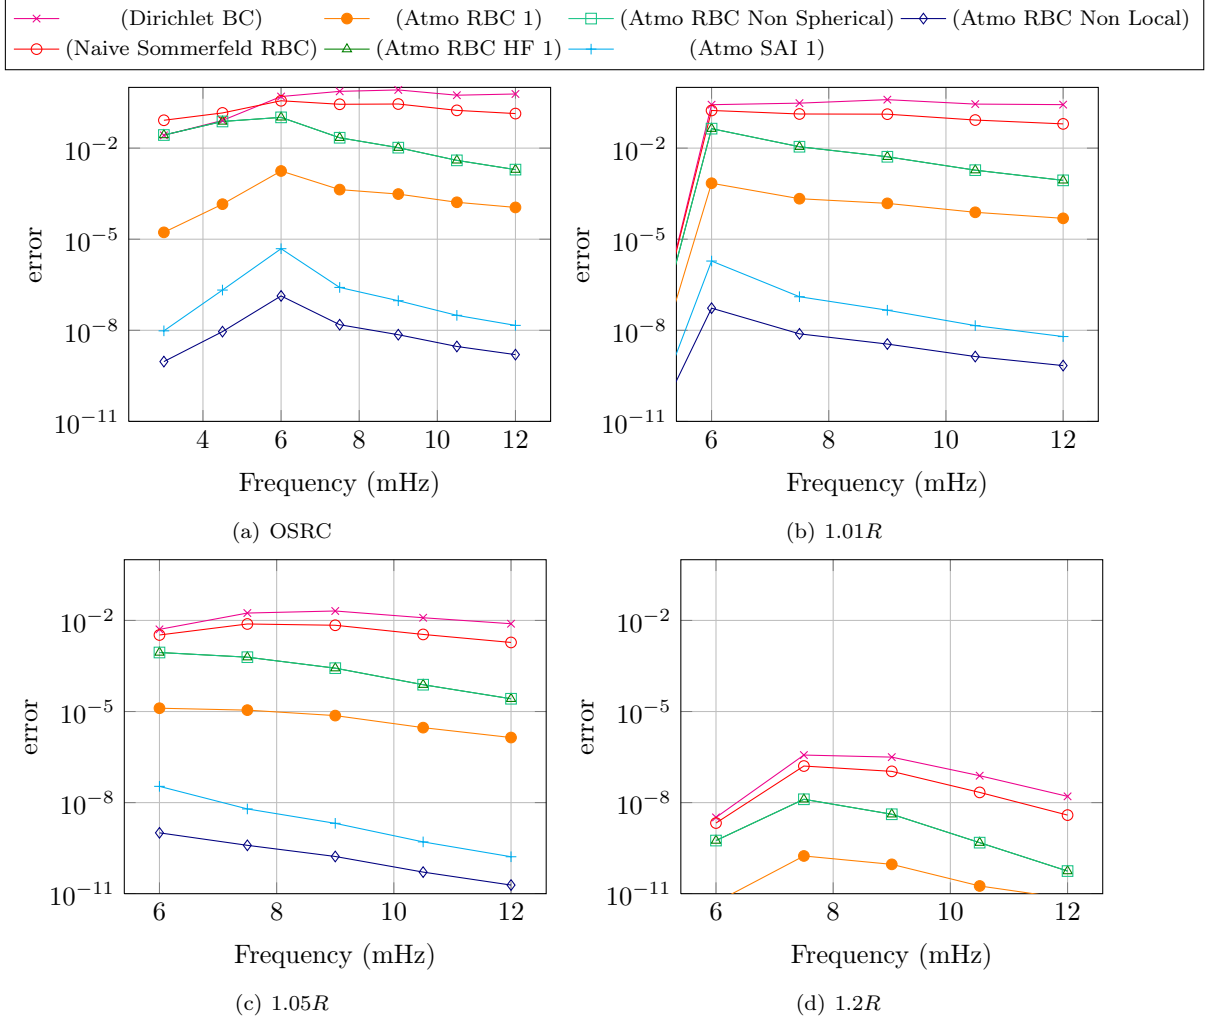 (Dirichlet BC) (Atmo RBC 1) (Atmo RBC Non Spherical) (Atmo RBC Non Local)
(Naive Sommerfeld RBC) (Atmo RBC HF 1) (Atmo SAI 1)
10−2
10−5
10−8
10−11
error
4 6 8 10 12
Frequency (mHz)
(a) OSRC
10−2
10−5
10−8
10−11
error
6 8 10 12
Frequency (mHz)
(b) 1.01R
10−2
10−5
10−8
10−11
error
6 8 10 12
Frequency (mHz)
(c) 1.05R
10−2
10−5
10−8
10−11
error
6 8 10 12
Frequency (mHz)
(d) 1.2R